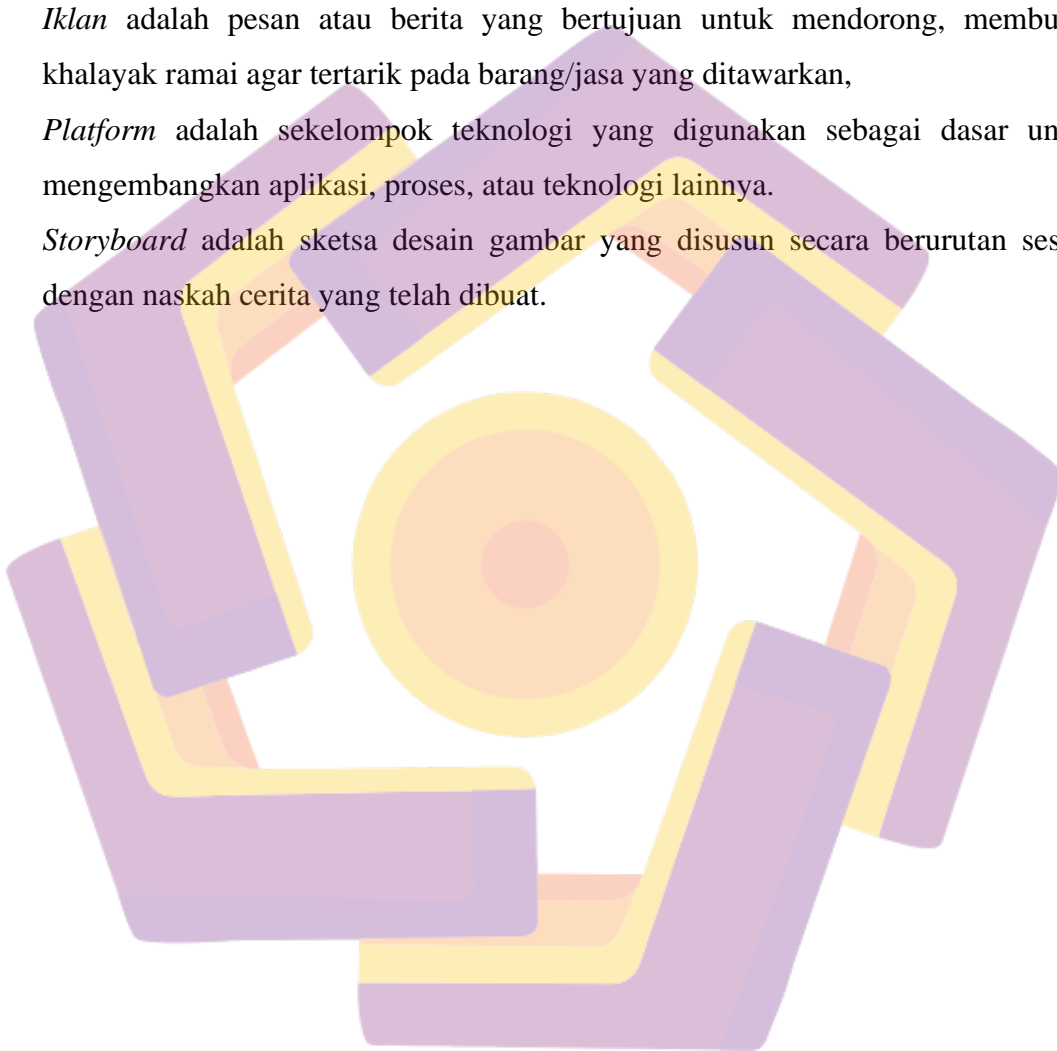 Iklan adalah pesan atau berita yang bertujuan untuk mendorong, membu
khalayak ramai agar tertarik pada barang/jasa yang ditawarkan,
Platform adalah sekelompok teknologi yang digunakan sebagai dasar un
mengembangkan aplikasi, proses, atau teknologi lainnya.
Storyboard adalah sketsa desain gambar yang disusun secara berurutan ses
dengan naskah cerita yang telah dibuat.